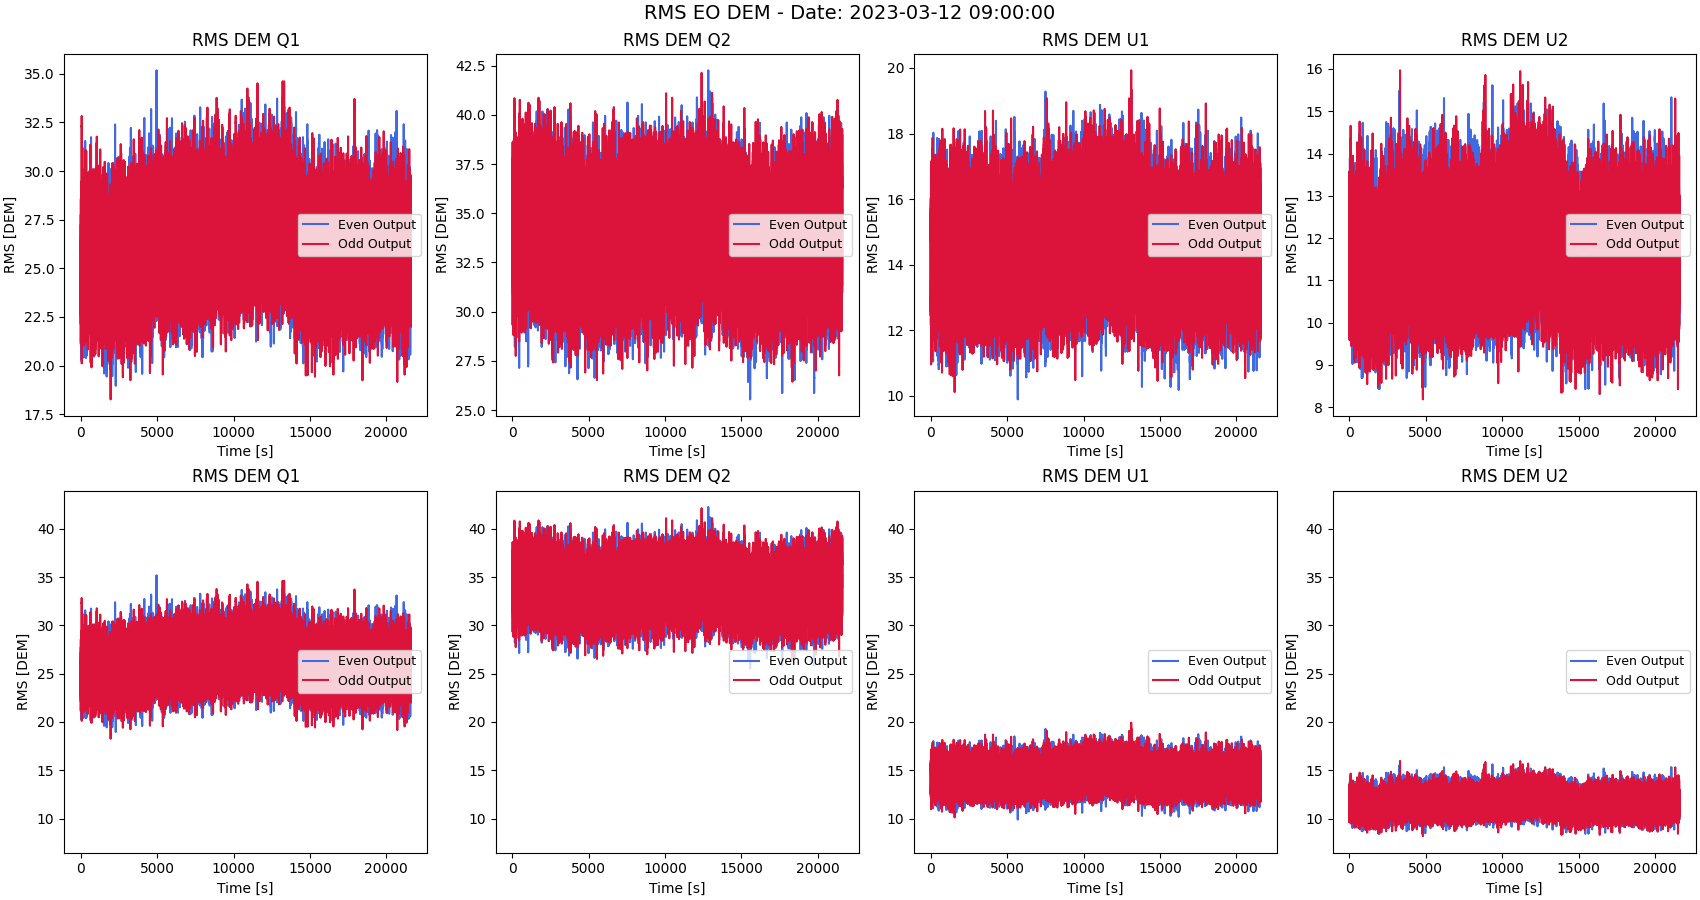 RMS EO DEM - Date: 2023-03-12 09:00:00
RMS DEM Q1
RMS [DEM]
35.0
32.5
30.0
27.5
25.0
22.5
20.0
17.5
0 5000 10000 15000 20000
Time [s]
Even Output
Odd Output
RMS DEM Q2
RMS [DEM]
42.5
40.0
37.5
35.0
32.5
30.0
27.5
25.0
0 5000 10000 15000 20000
Time [s]
Even Output
Odd Output
RMS DEM U1
RMS [DEM]
20
18
16
14
12
10
0 5000 10000 15000 20000
Time [s]
Even Output
Odd Output
RMS DEM U2
RMS [DEM]
16
15
14
13
12
11
10
9
8
0 5000 10000 15000 20000
Time [s]
Even Output
Odd Output
RMS DEM Q1
RMS [DEM]
40
35
30
25
20
15
10
0 5000 10000 15000 20000
Time [s]
Even Output
Odd Output
RMS DEM Q2
RMS [DEM]
40
35
30
25
20
15
10
0 5000 10000 15000 20000
Time [s]
Even Output
Odd Output
RMS DEM U1
RMS [DEM]
40
35
30
25
20
15
10
0 5000 10000 15000 20000
Time [s]
Even Output
Odd Output
RMS DEM U2
RMS [DEM]
40
35
30
25
20
15
10
0 5000 10000 15000 20000
Time [s]
Even Output
Odd Output